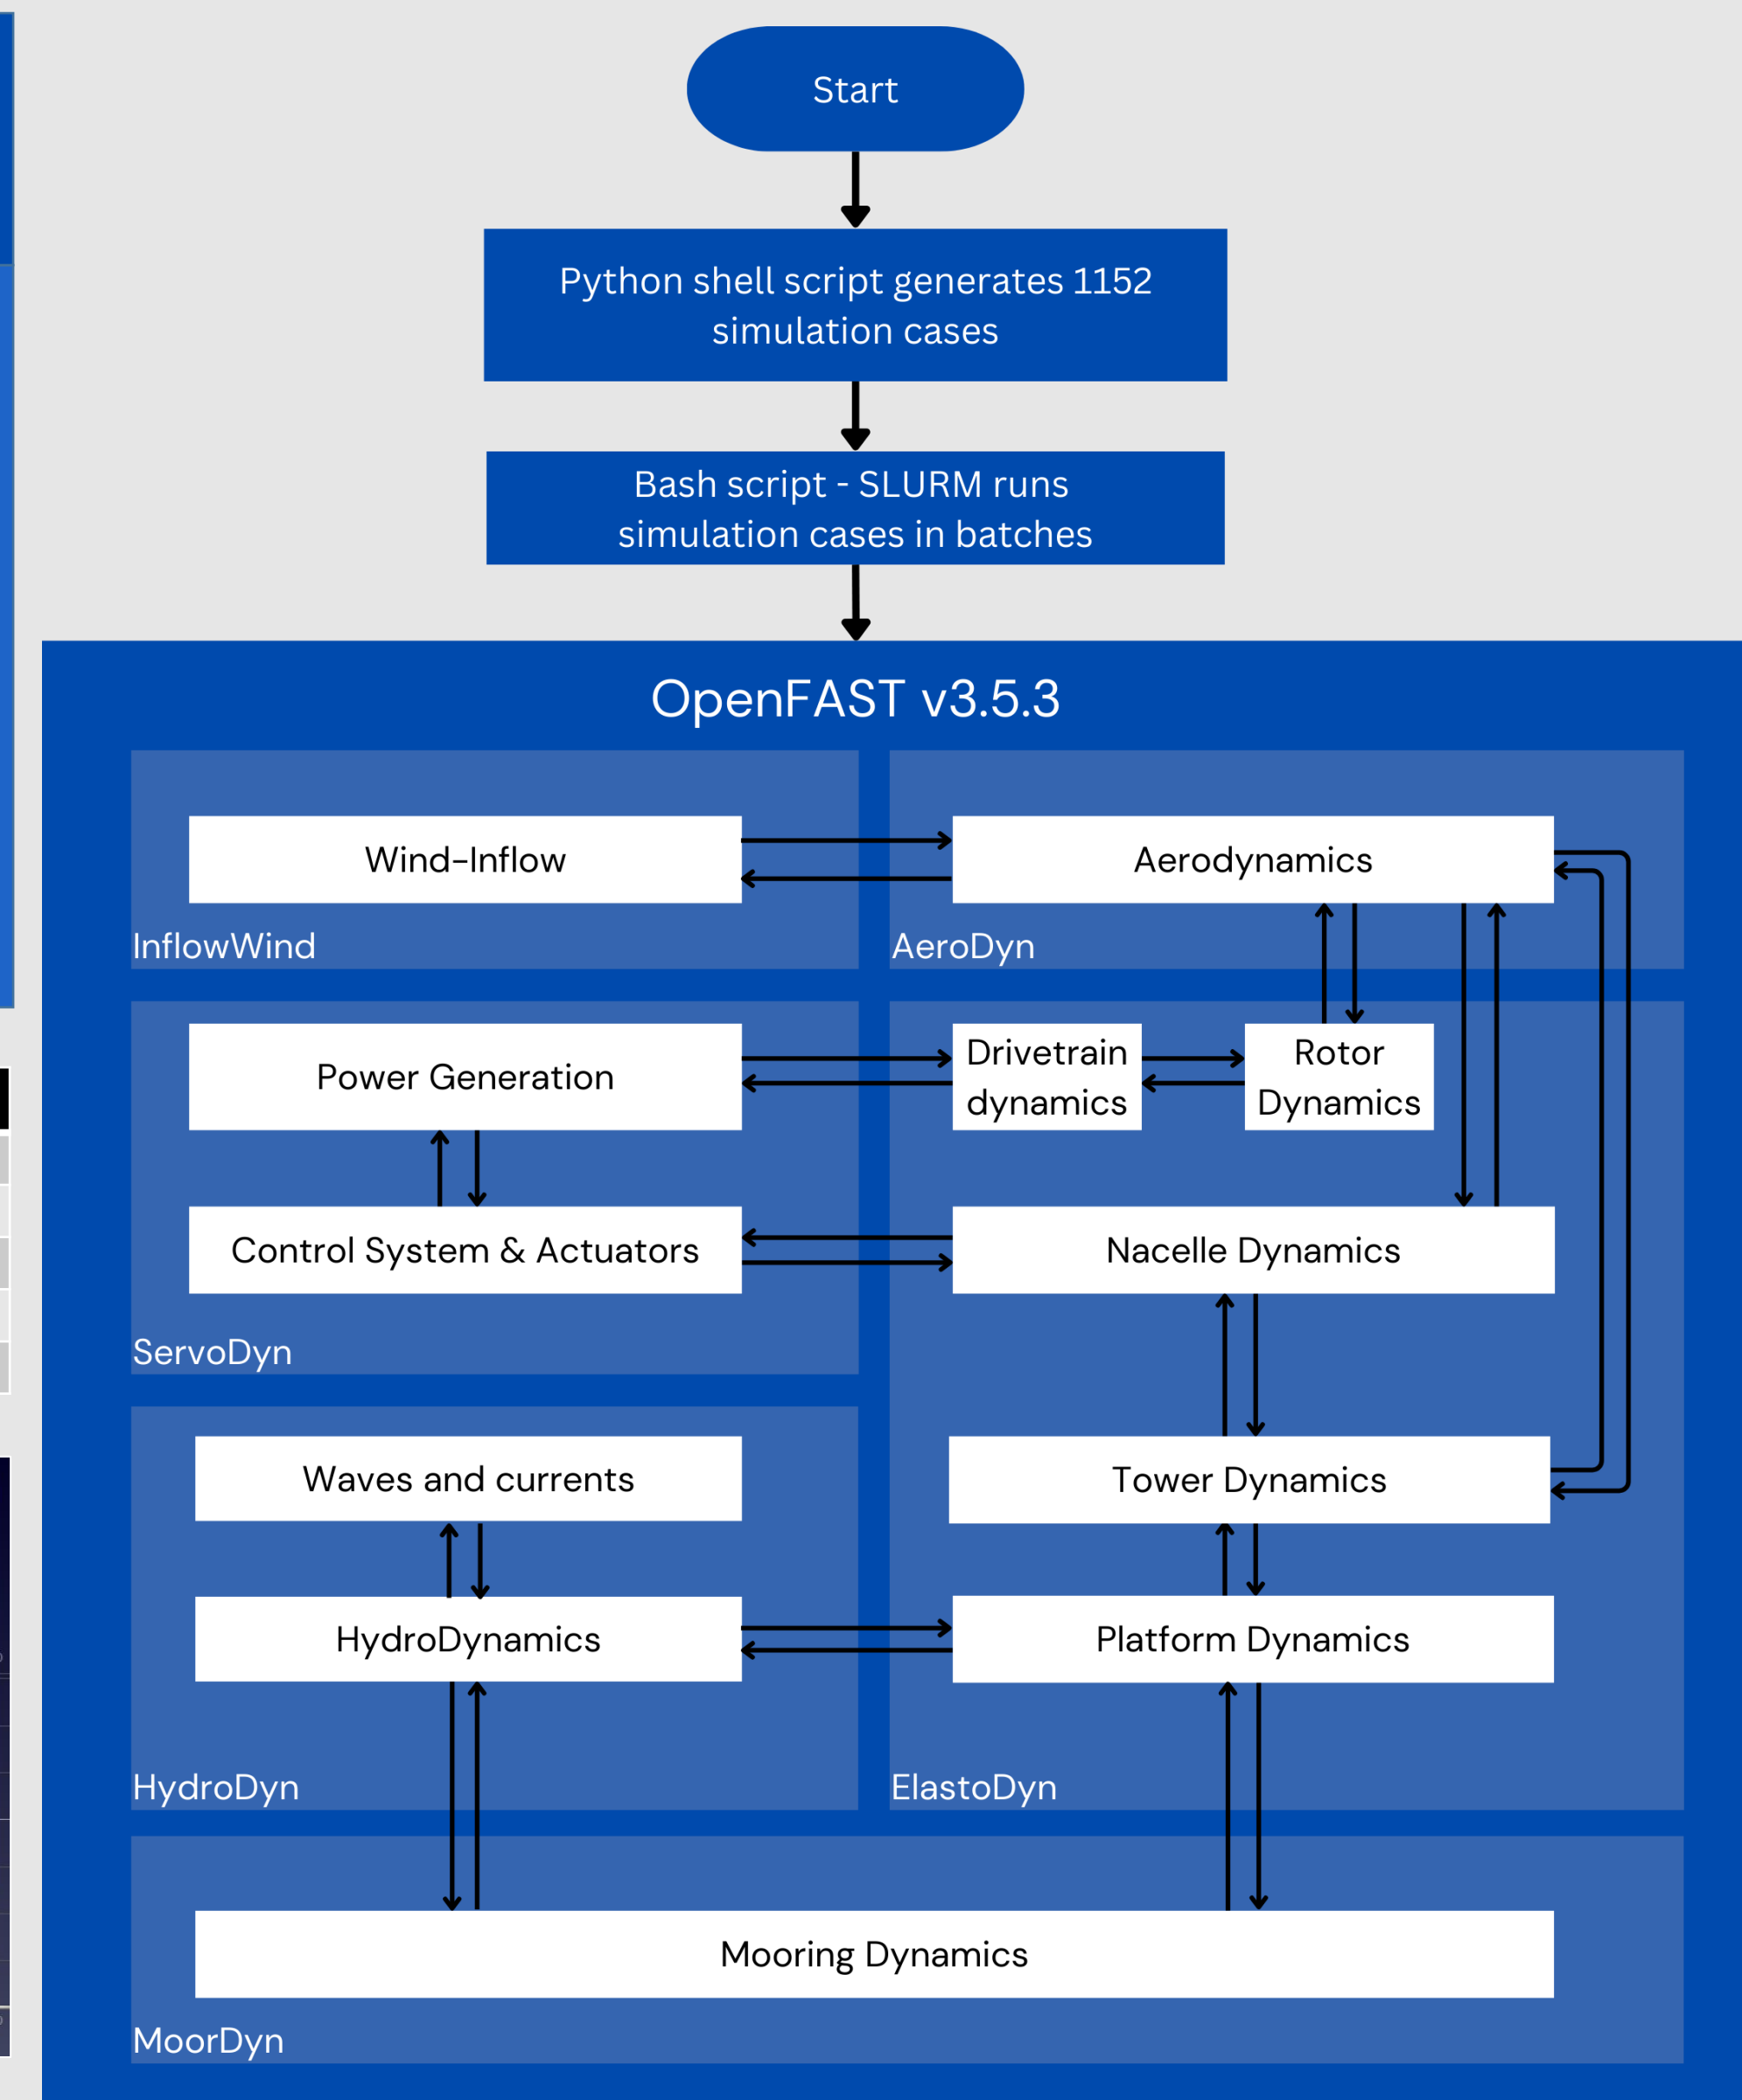 Start
Python shell script generates 1152
simulation cases
Bash script - SLURM runs
simulation cases in batches
OpenFAST v3.5.3
Wind-Inflow
InflowWind
Aerodynamics
AeroDyn
Power Generation
Control System & Actuators
ServoDyn
Drivetrain
dynamics
Rotor
Dynamics
Nacelle Dynamics
Tower Dynamics
Platform Dynamics
ElastoDyn
Waves and currents
HydroDynamics
HydroDyn
Mooring Dynamics
MoorDyn